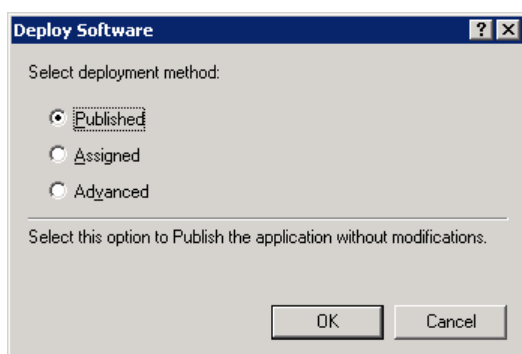 Deploy Software
Select deployment method:
Published
Assigned
Advanced
Select this option to Publish the application without modifications.
OK Cancel